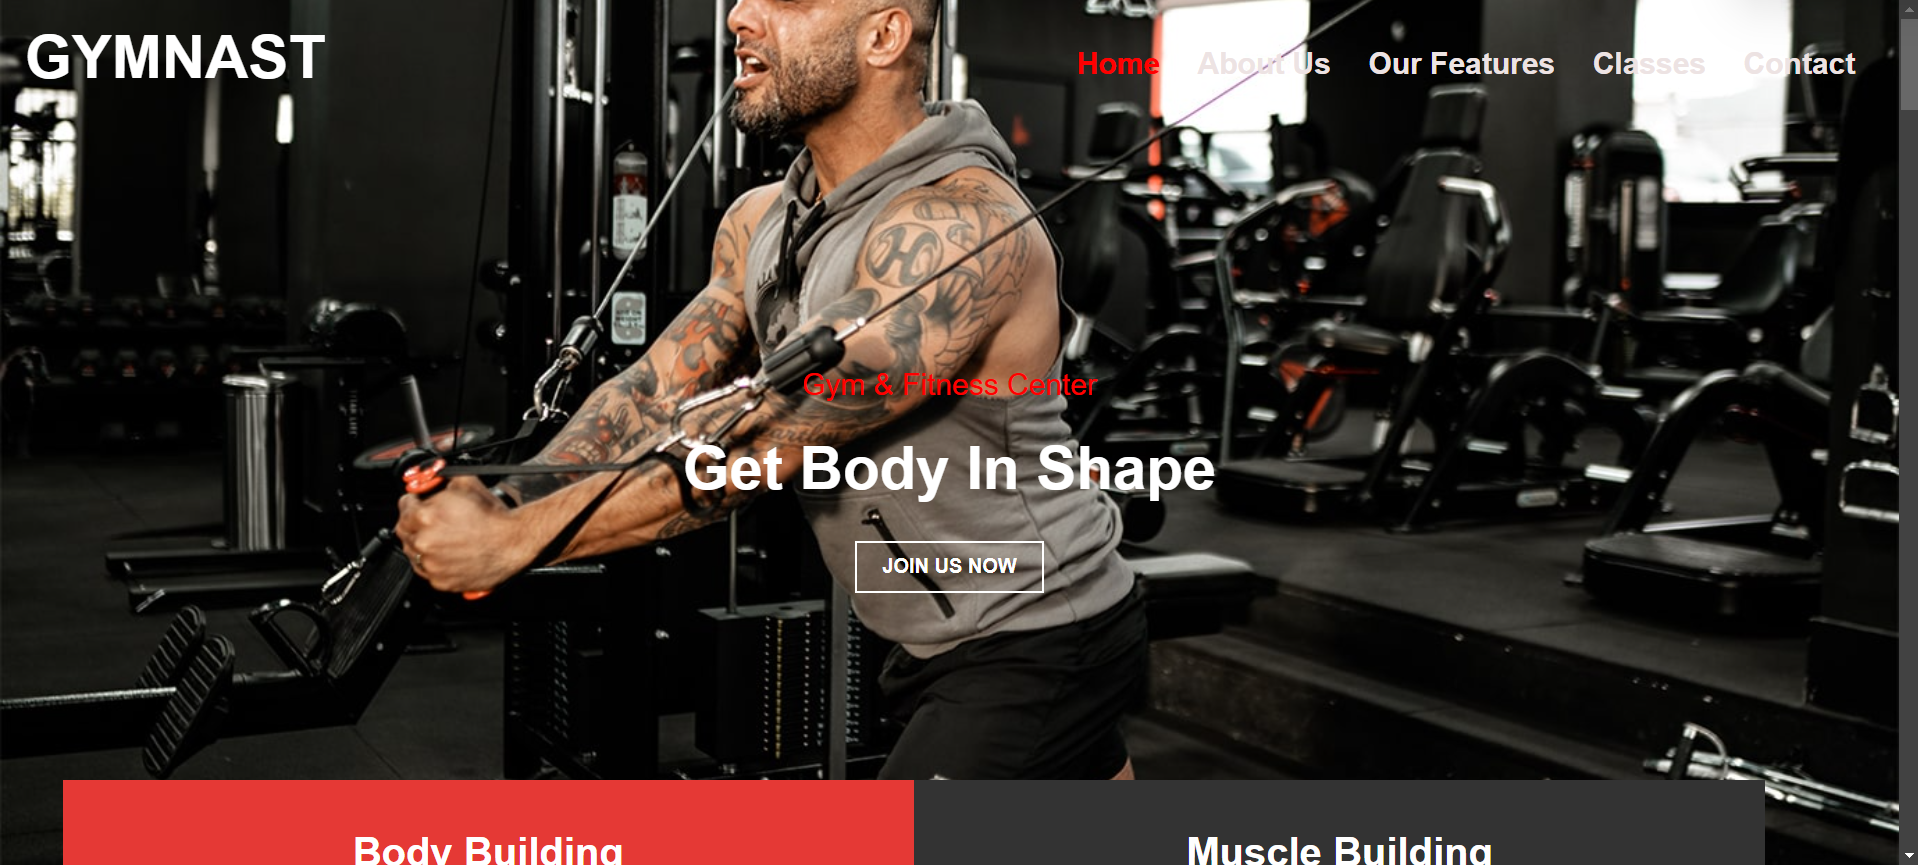 GYMNAST
Home About Us Our Features Classes Contact
Gym & Fitness Center
Get Body In Shape
JOIN US NOW
Body Building
Muscle Building